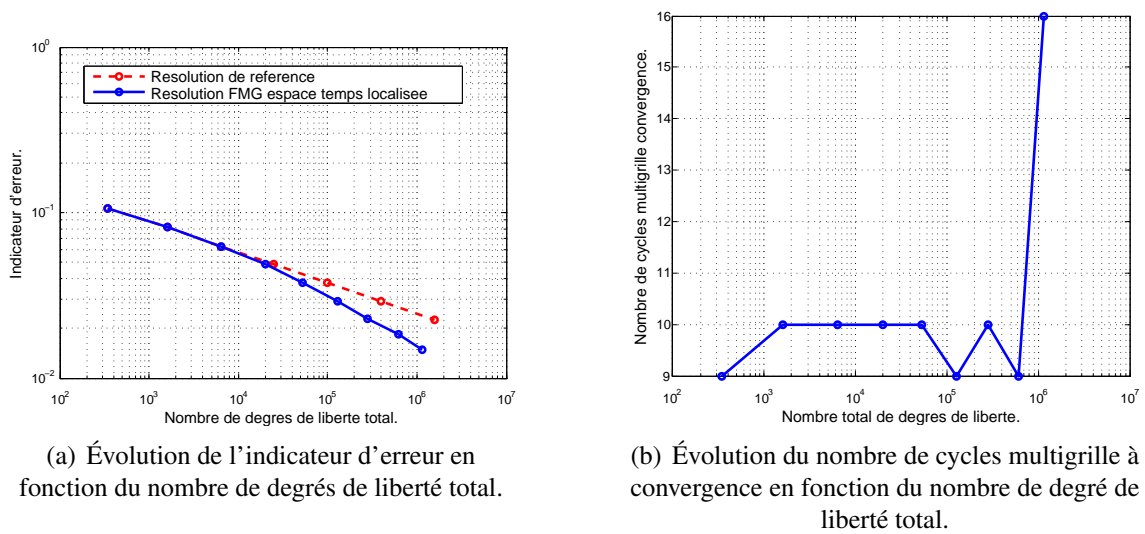 10^0
10^-1
10^-2
Indicateur d'erreur.
Resolution de reference
Resolution FMG espace temps localisee
10^2 10^3 10^4 10^5 10^6 10^7
Nombre de degres de liberte total.
(a) Évolution de l'indicateur d'erreur en
fonction du nombre de degrés de liberté total.
16
15
14
13
12
11
10
9
Nombre de cycles multigrille convergence.
10^2 10^3 10^4 10^5 10^6 10^7
Nombre total de degres de liberte.
(b) Évolution du nombre de cycles multigrille à
convergence en fonction du nombre de degré de
liberté total.